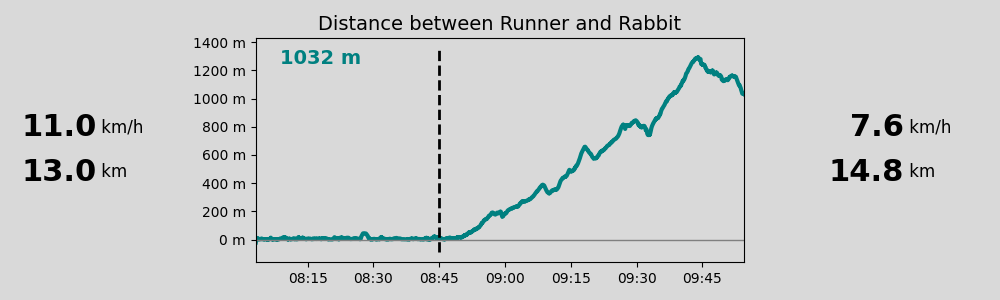 Distance between Runner and Rabbit
1400 m
1200 m
1000 m
800 m
600 m
400 m
200 m
0 m
1032 m
08:15 08:30 08:45 09:00 09:15 09:30 09:45
11.0 km/h
13.0 km
7.6 km/h
14.8 km